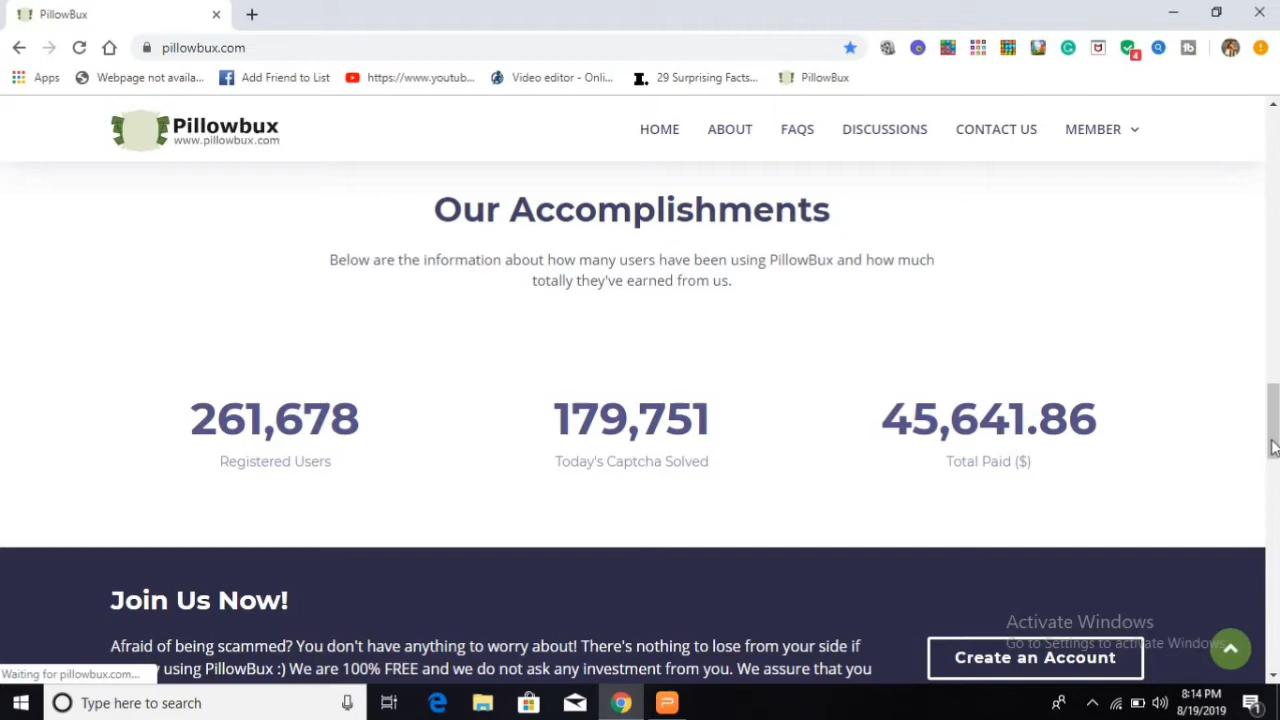 PillowBux
pillowbux.com
Apps Webpage not availa... Add Friend to List https://www.youtub... Video editor - Onli... 29 Surprising Facts... PillowBux
Pillowbux
www.pillowbux.com
HOME ABOUT FAQS DISCUSSIONS CONTACT US MEMBER
Our Accomplishments
Below are the information about how many users have been using PillowBux and how much
totally they've earned from us.
261,678 179,751 45,641.86
Registered Users Today's Captcha Solved Total Paid ($)
Join Us Now!
Afraid of being scammed? You don't have anything to worry about! There's nothing to lose from your side if
using PillowBux :) We are 100% FREE and we do not ask any investment from you. We assure that you
Create an Account
Activate Windows
Go to Settings to activate Windows.
Waiting for pillowbux.com...
Type here to search
8:14 PM
8/19/2019